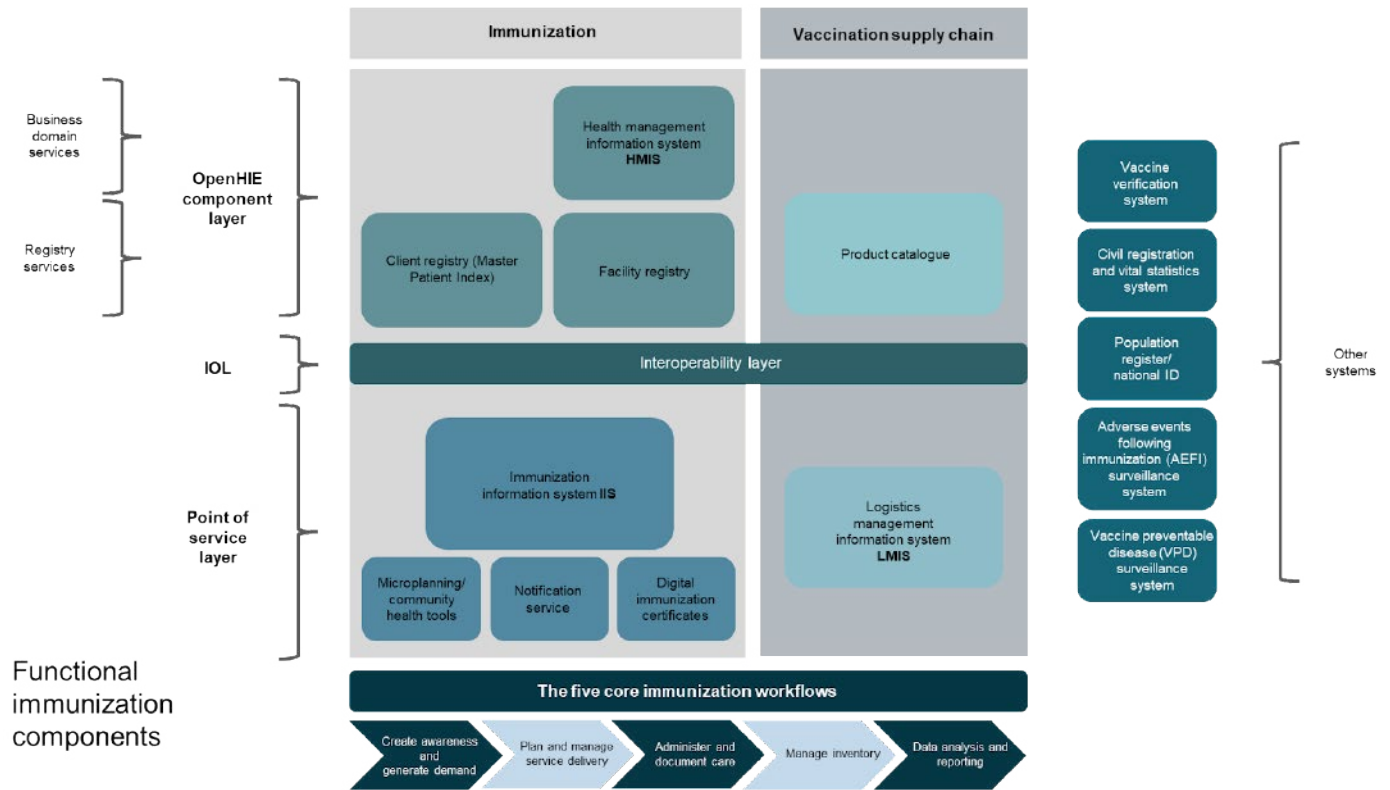 Immunization
Vaccination supply chain
Business
domain
services
Registry
services
OpenHIE
component
layer
IOL
Point of
service
layer
Health management
information system
HMIS
Client registry (Master
Patient Index)
Facility registry
Product catalogue
Interoperability layer
Immunization
information system IIS
Microplanning/
community
health tools
Notification
service
Digital
immunization
certificates
Logistics
management
information system
LMIS
Vaccine
verification
system
Civil registration
and vital statistics
system
Population
register/
national ID
Adverse events
following
immunization (AEFI)
surveillance
system
Vaccine preventable
disease (VPD)
surveillance
system
Other
systems
Functional
immunization
components
The five core immunization workflows
Create awareness
and
generate demand
Plan and manage
service delivery
Administer and
document care
Manage inventory
Data analysis and
reporting